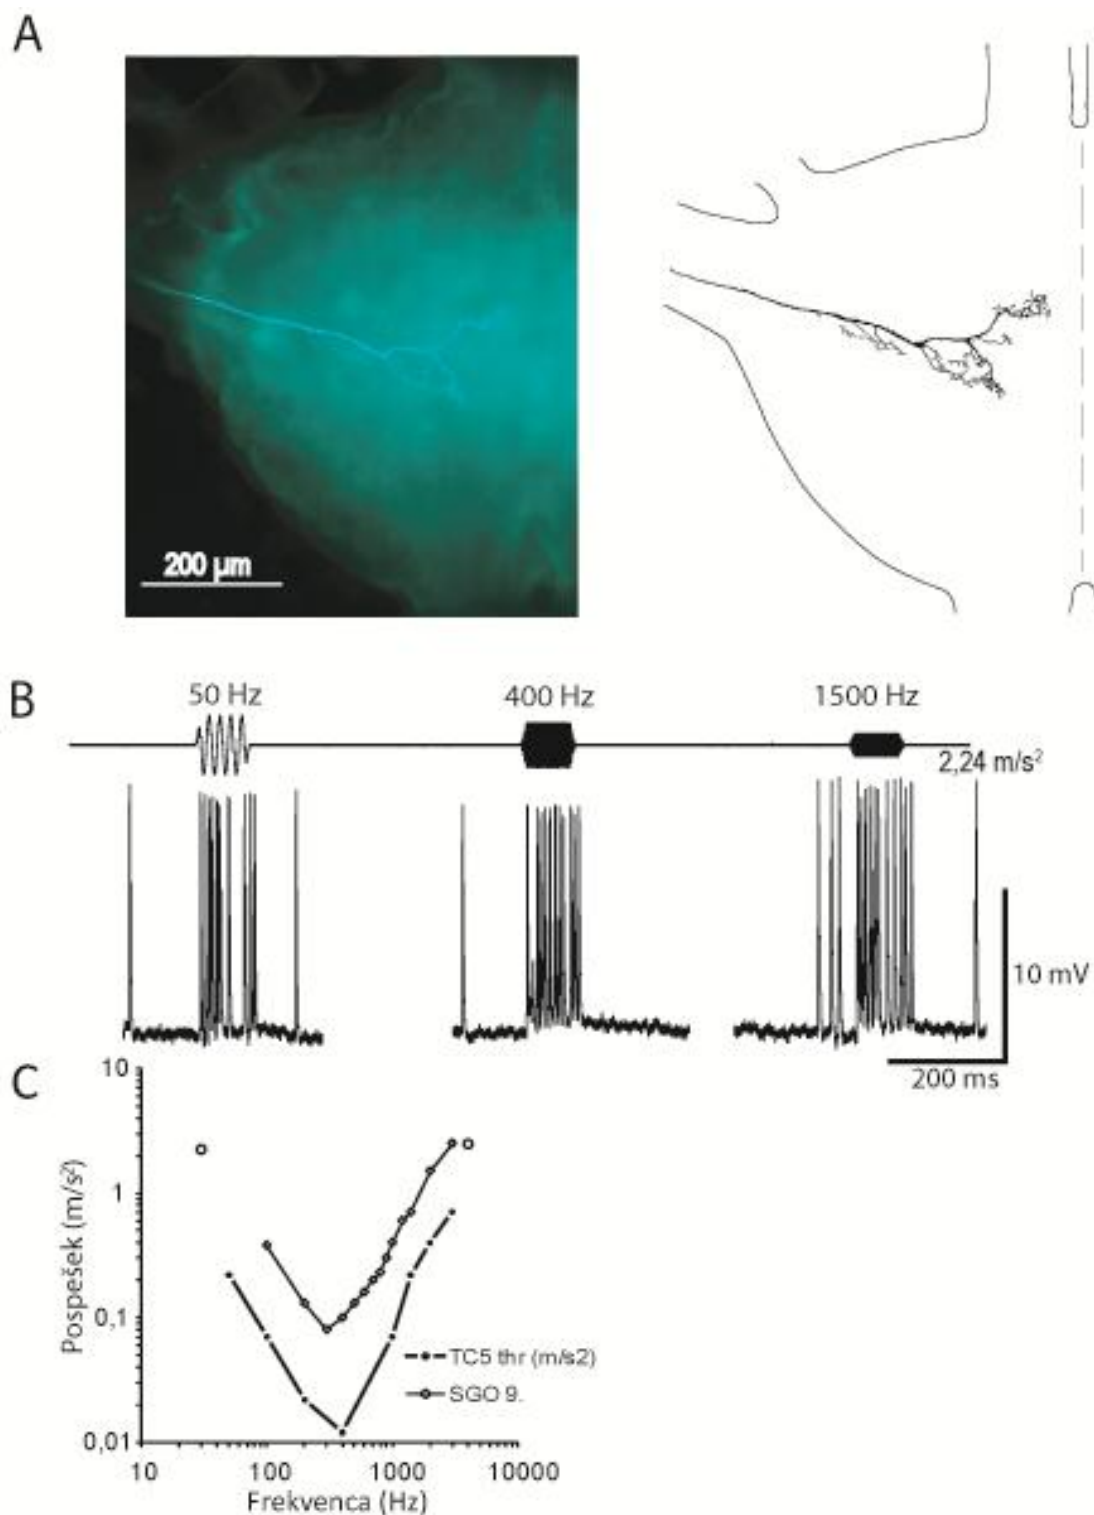 A
200 µm
B
50 Hz 400 Hz 1500 Hz
2,24 m/s²
10 mV
200 ms
C
10
1
0,1
0,01
Pospešek (m/s²)
TC5 thr (m/s2)
SGO 9.
10 100 1000 10000
Frekvenca (Hz)